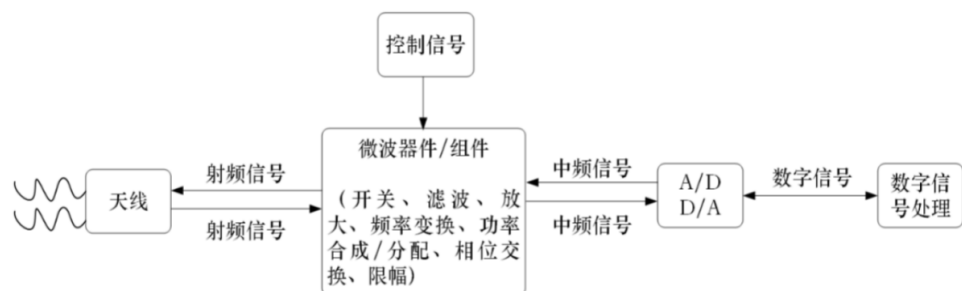 控制信号
微波器件/组件
(开关、滤波、放
大、频率变换、功率
合成/分配、相位交
换、限幅)
天线
射频信号
射频信号
中频信号
中频信号
A/D
D/A
数字信号
数字信
号处理